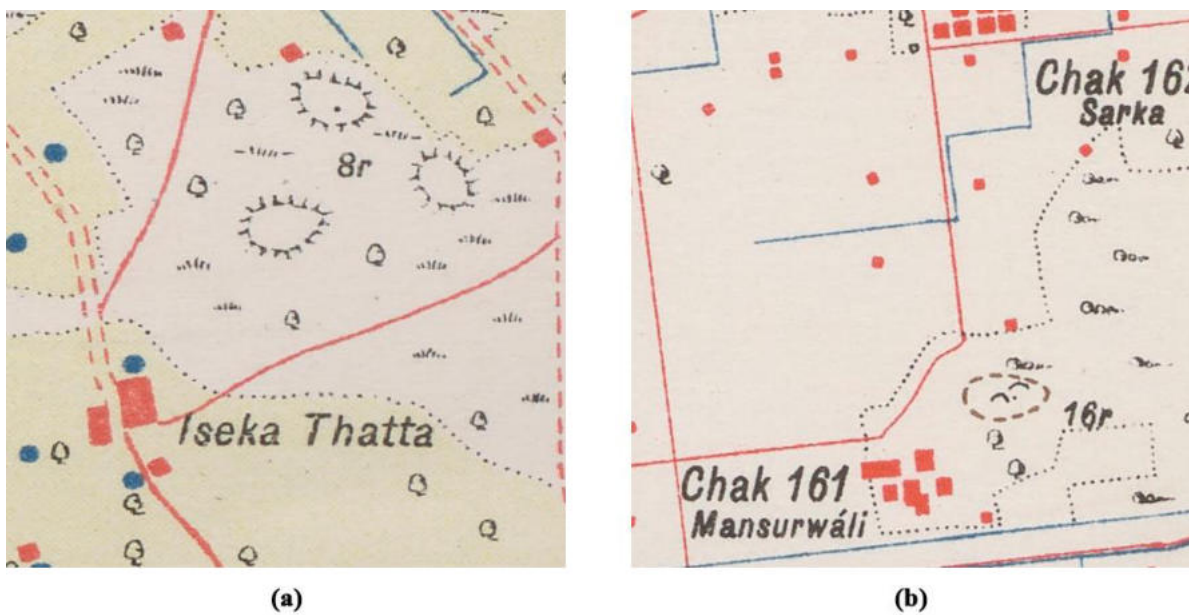 8r
Iseka Thatta
(a)
Chak 162
Sarka
16r
Chak 161
Mansurwáli
(b)